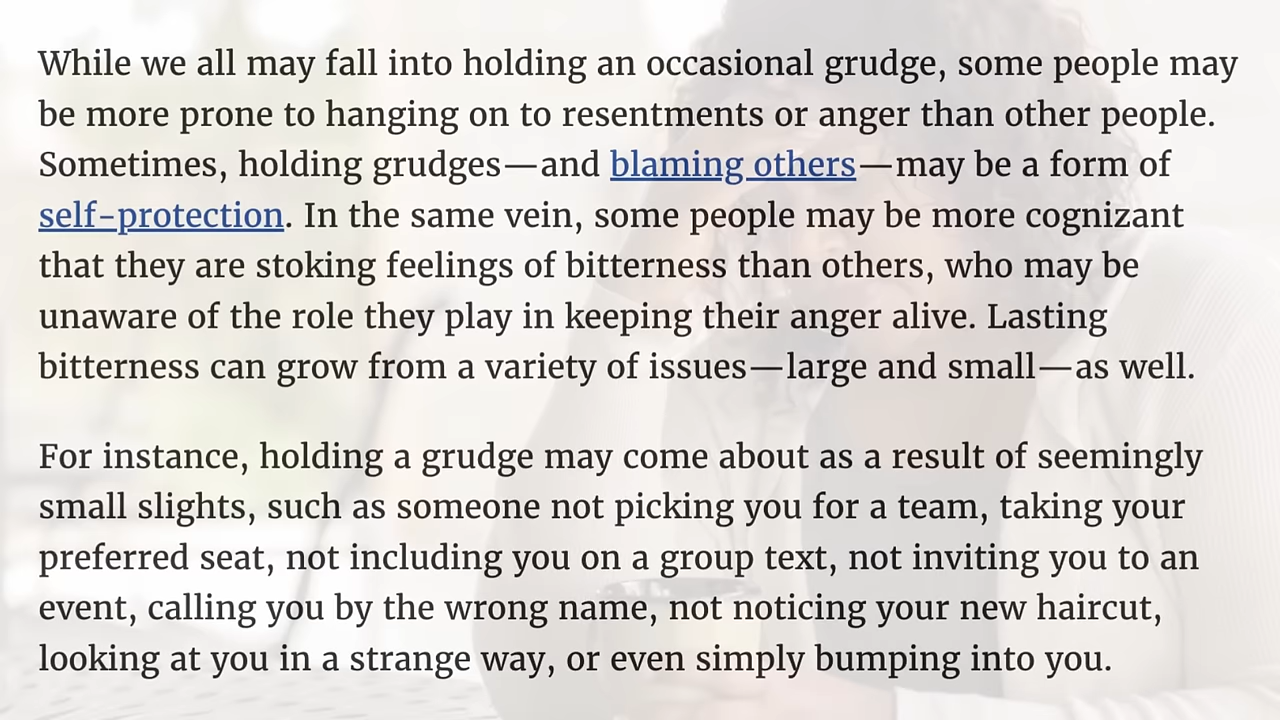 While we all may fall into holding an occasional grudge, some people may
be more prone to hanging on to resentments or anger than other people.
Sometimes, holding grudges—and blaming others—may be a form of
self-protection. In the same vein, some people may be more cognizant
that they are stoking feelings of bitterness than others, who may be
unaware of the role they play in keeping their anger alive. Lasting
bitterness can grow from a variety of issues—large and small—as well.
For instance, holding a grudge may come about as a result of seemingly
small slights, such as someone not picking you for a team, taking your
preferred seat, not including you on a group text, not inviting you to an
event, calling you by the wrong name, not noticing your new haircut,
looking at you in a strange way, or even simply bumping into you.